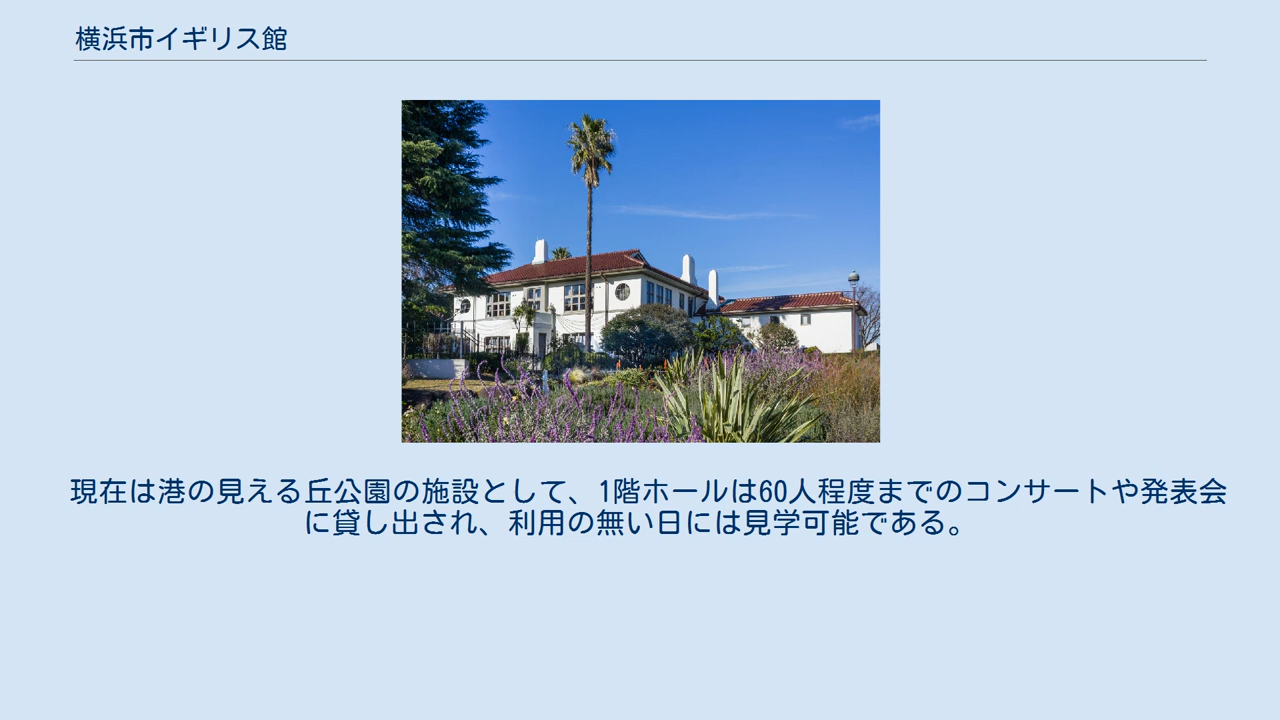 横浜市イギリス館
現在は港の見える丘公園の施設として、1階ホールは60人程度までのコンサートや発表会
に貸し出され、利用の無い日には見学可能である。